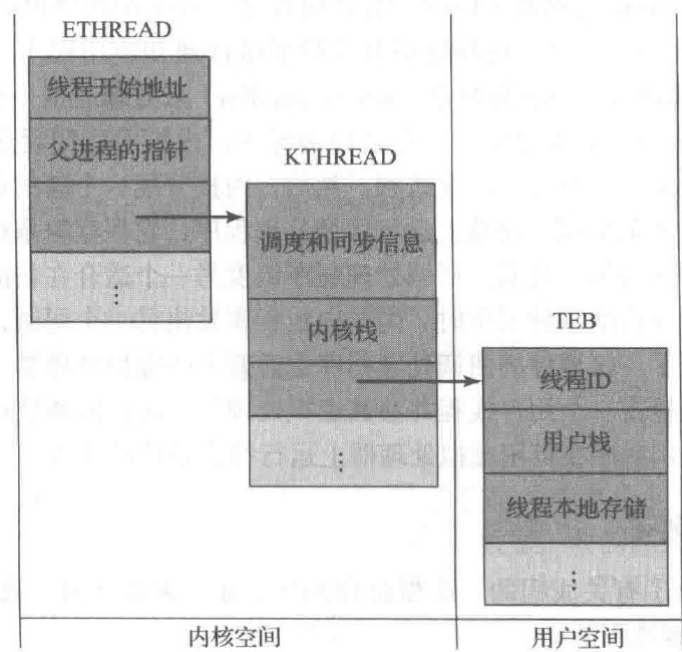 ETHREAD
线程开始地址
父进程的指针
⋮
KTHREAD
调度和同步信息
内核栈
⋮
TEB
线程ID
用户栈
线程本地存储
⋮
内核空间
用户空间